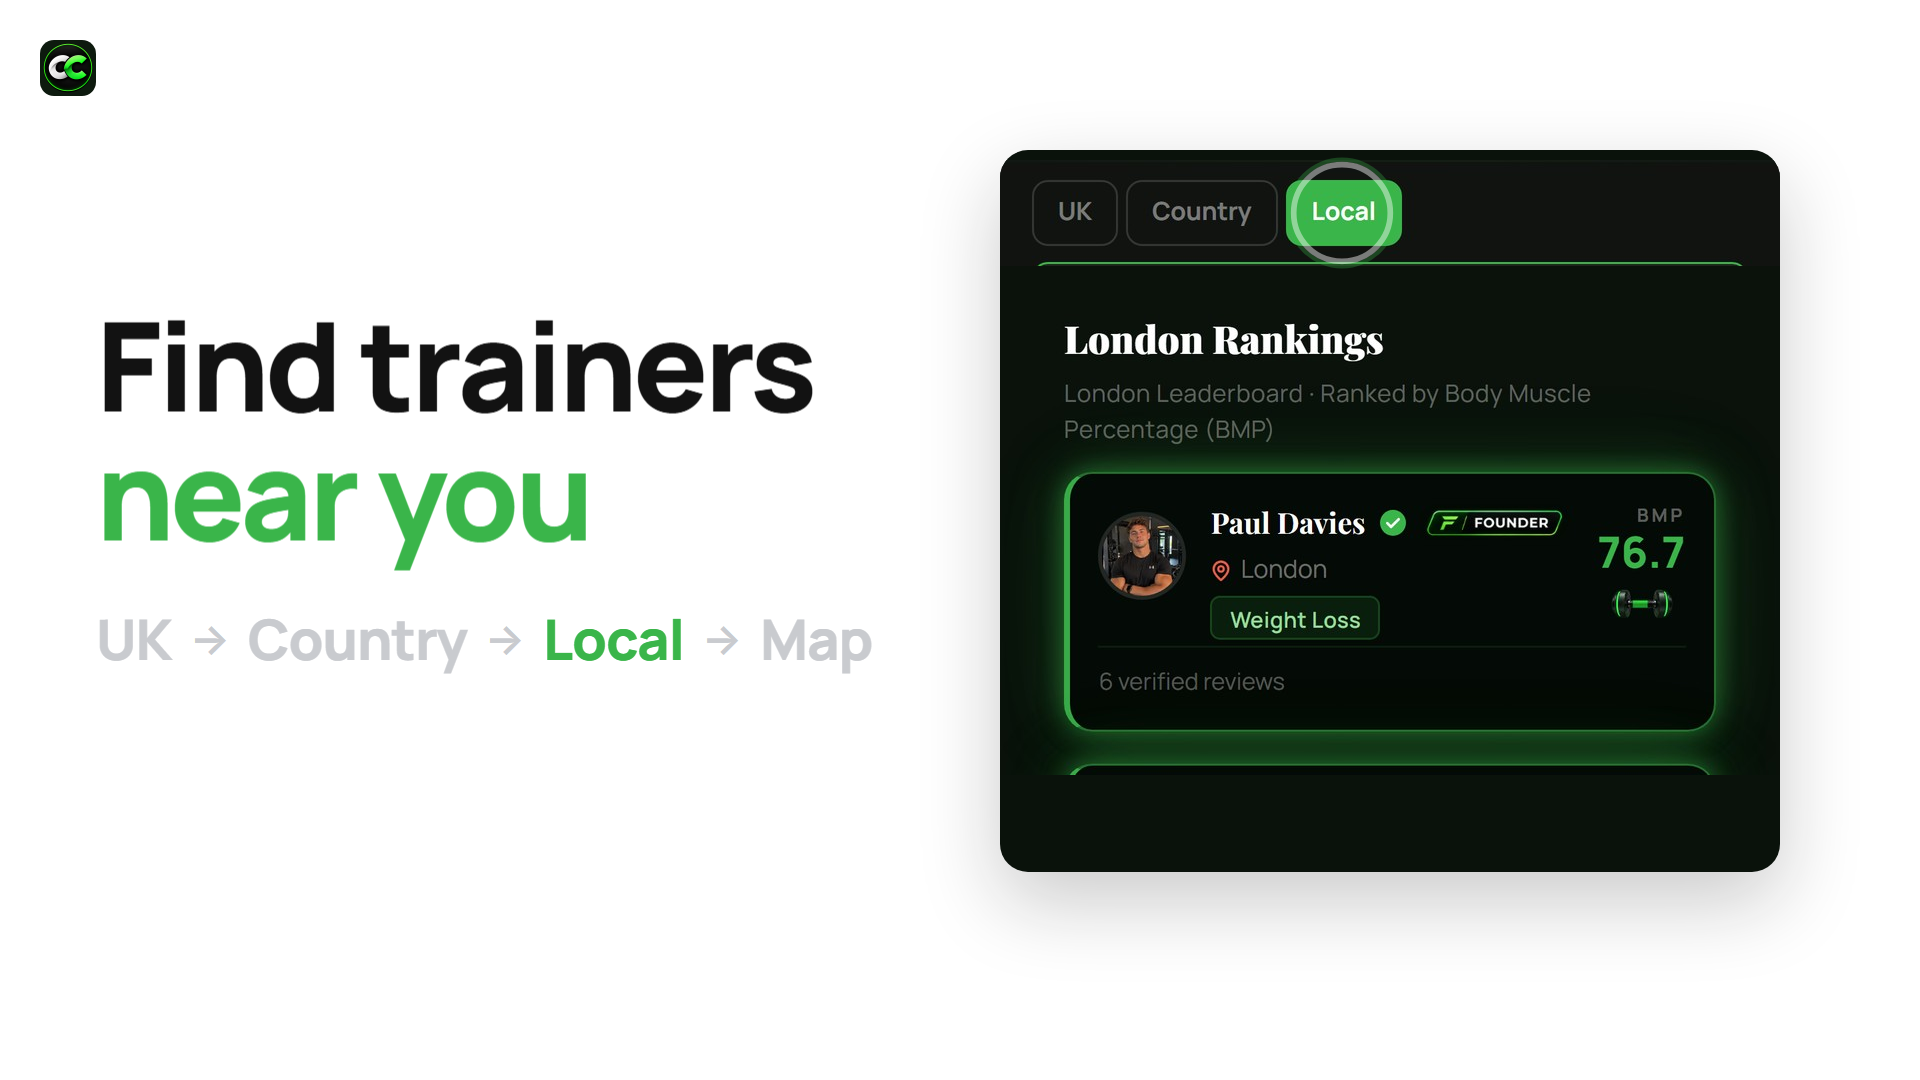 CC
Find trainers
near you
UK → Country → Local → Map
UK Country Local
London Rankings
London Leaderboard · Ranked by Body Muscle
Percentage (BMP)
Paul Davies F / FOUNDER
London
Weight Loss
BMP
76.7
6 verified reviews